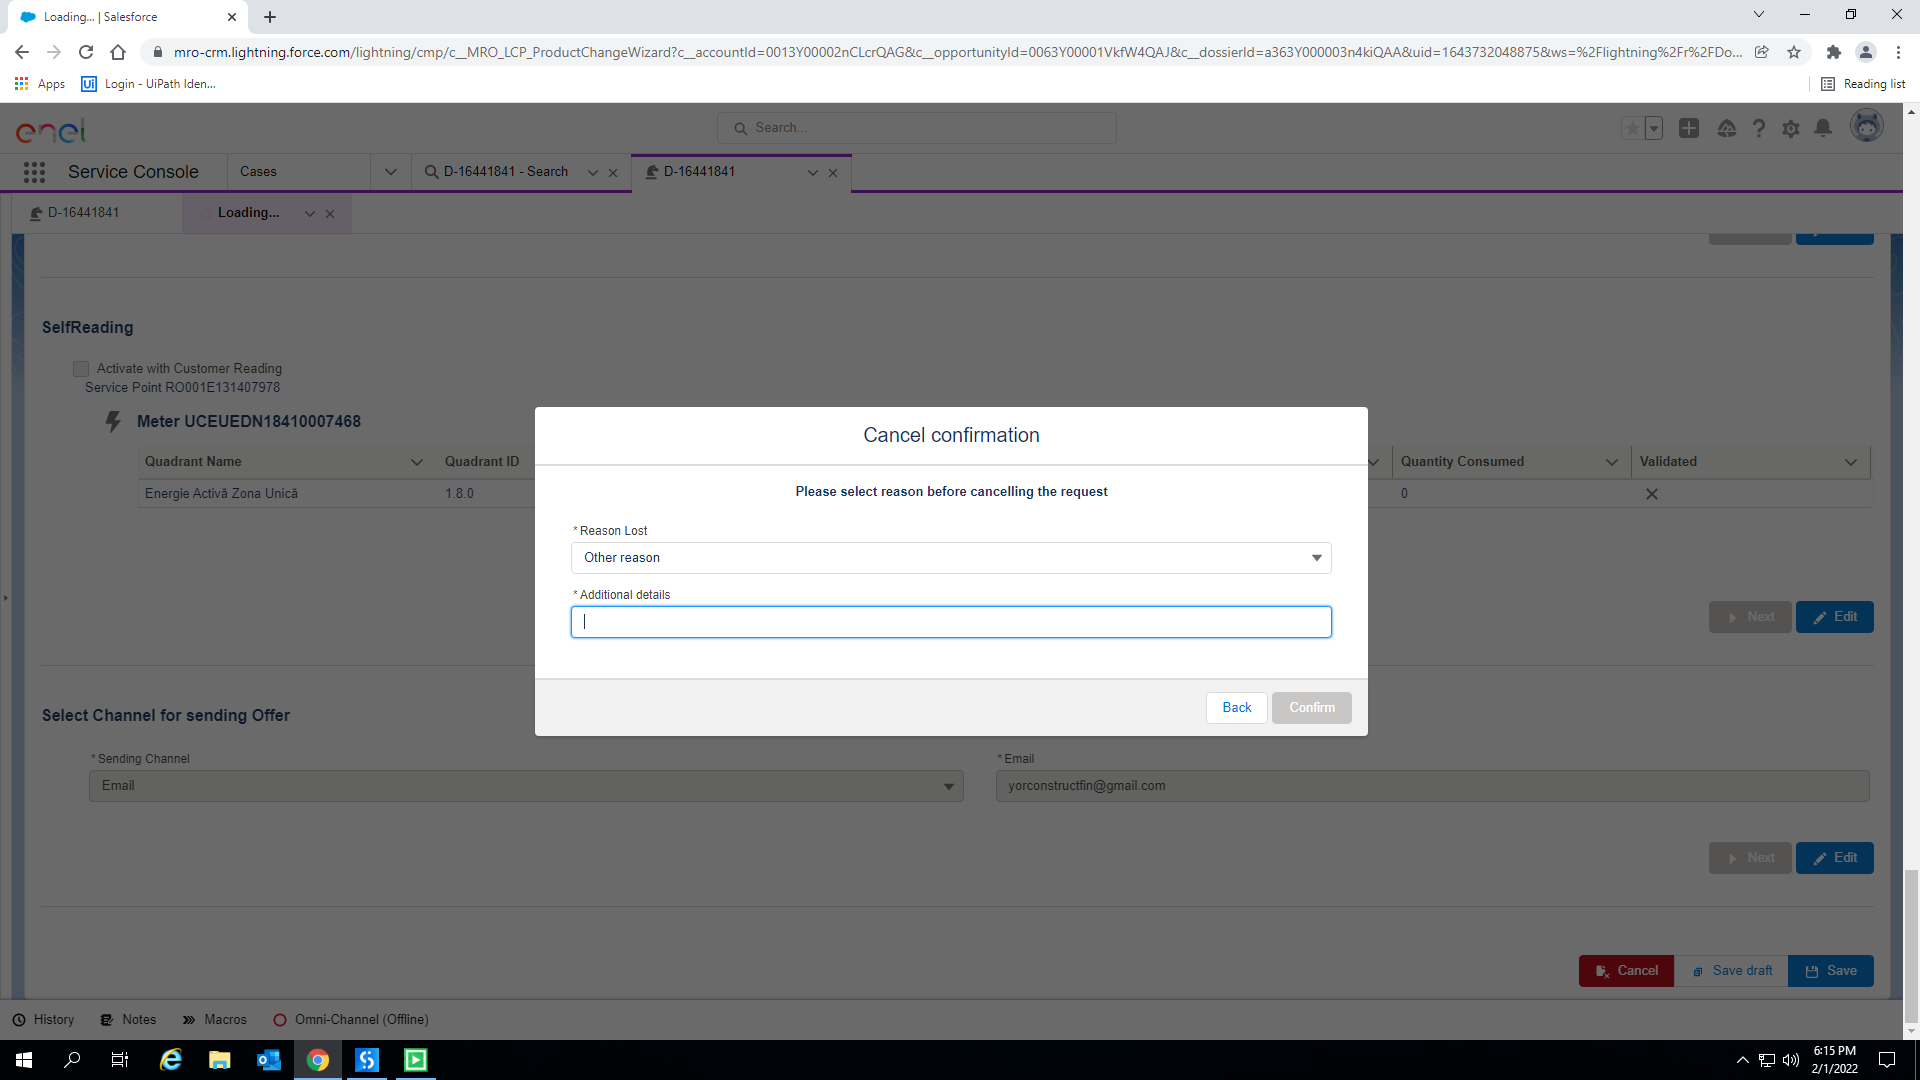 Loading... | Salesforce
mro-crm.lightning.force.com/lightning/cmp/c__MRO_LCP_ProductChangeWizard?c__accountId=0013Y00002nCLcrQAG&c__opportunityId=0063Y00001VkfW4QAJ&c__dossierId=a363Y000003n4kiQAA&uid=1643732048875&ws=%2Flightning%2Fr%2FDo...
Apps
Login - UiPath Iden...
Reading list
enel
Search...
Service Console
Cases
D-16441841 - Search
D-16441841
D-16441841
Loading...
SelfReading
Activate with Customer Reading
Service Point RO001E131407978
Meter UCEUEDN18410007468
Quadrant Name
Quadrant ID
Quantity Consumed
Validated
Energie Activă Zona Unică
1.8.0
0
Cancel confirmation
Please select reason before cancelling the request
* Reason Lost
Other reason
* Additional details
Back
Confirm
Next
Edit
Select Channel for sending Offer
* Sending Channel
Email
* Email
yorconstructfin@gmail.com
Next
Edit
Cancel
Save draft
Save
History
Notes
Macros
Omni-Channel (Offline)
6:15 PM
2/1/2022